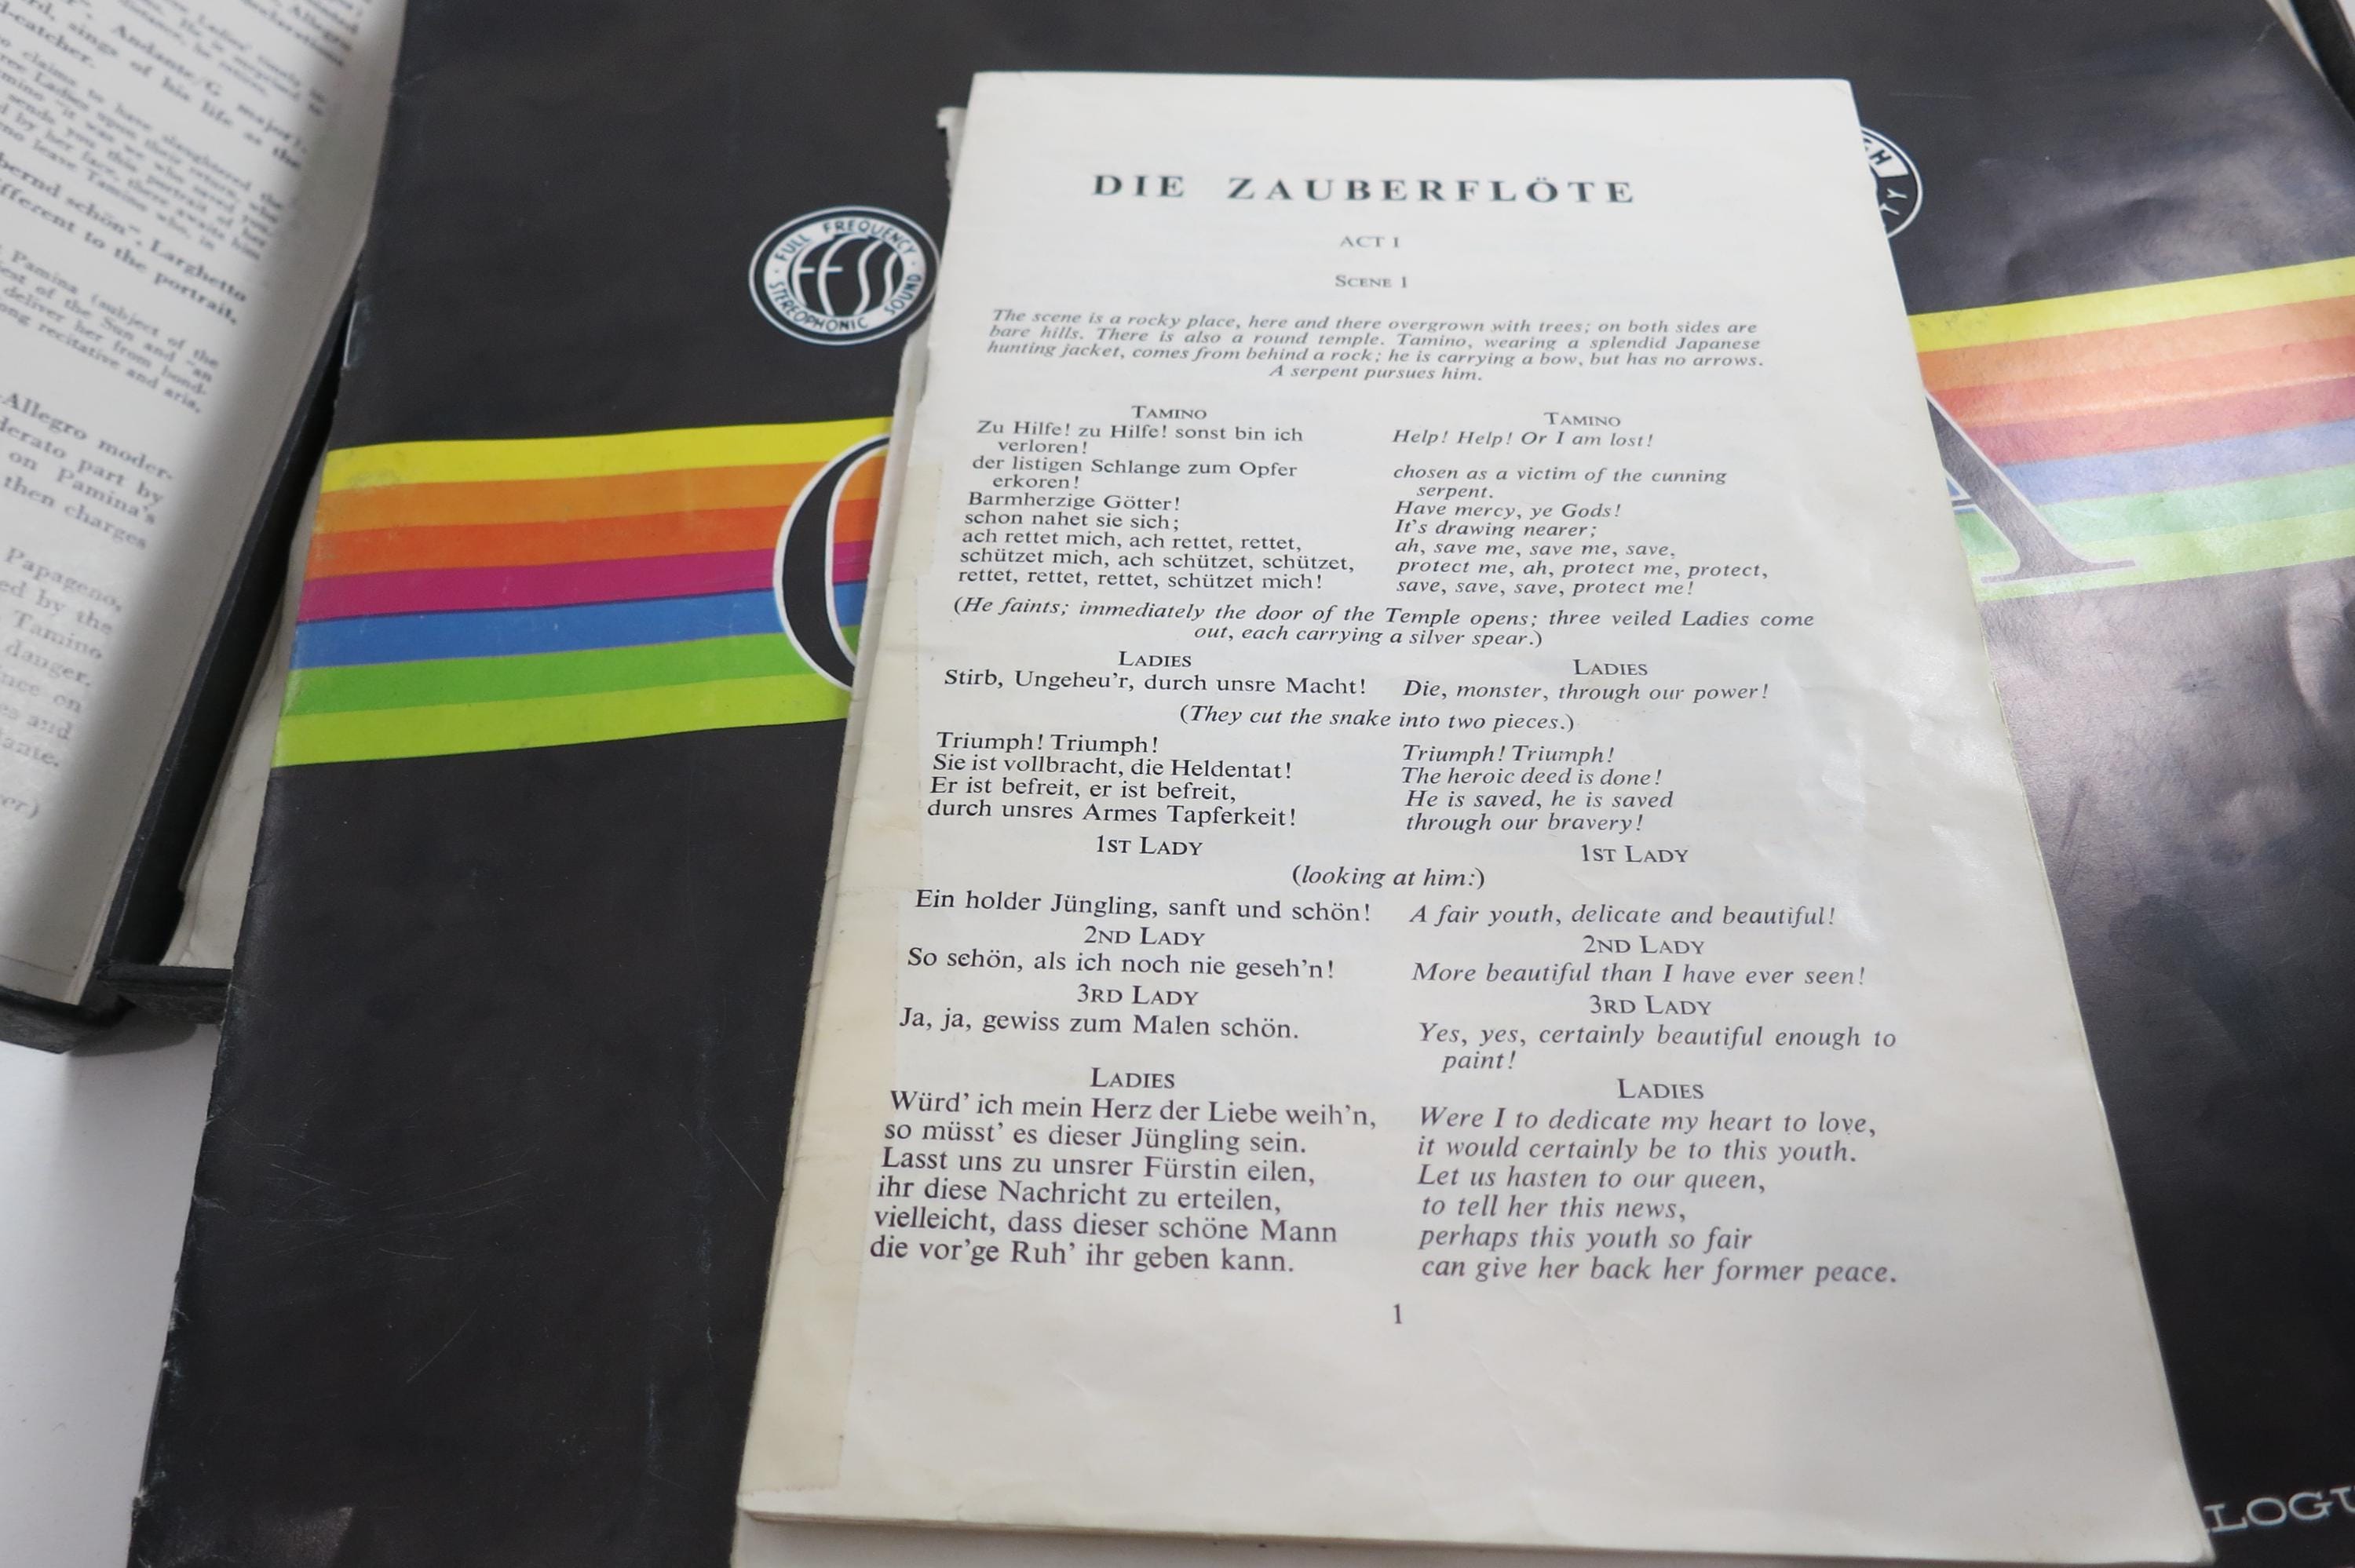 FULL FREQUENCY
STEREOPHONIC SOUND
DIE ZAUBERFLÖTE
ACT I
SCENE 1
The scene is a rocky place, here and there overgrown with trees; on both sides are
bare hills. There is also a round temple. Tamino, wearing a splendid Japanese
hunting jacket, comes from behind a rock; he is carrying a bow, but has no arrows.
A serpent pursues him.
TAMINO
Zu Hilfe! zu Hilfe! sonst bin ich
verloren!
der listigen Schlange zum Opfer
erkoren!
Barmherzige Götter!
schon nahet sie sich;
ach rettet mich, ach rettet, rettet,
schützet mich, ach schützet, schützet,
rettet, rettet, rettet, schützet mich!
TAMINO
Help! Help! Or I am lost!
chosen as a victim of the cunning
serpent.
Have mercy, ye Gods!
It's drawing nearer;
ah, save me, save me, save,
protect me, ah, protect me, protect,
save, save, save, protect me!
(He faints; immediately the door of the Temple opens; three veiled Ladies come
out, each carrying a silver spear.)
LADIES
Stirb, Ungeheu'r, durch unsre Macht!
LADIES
Die, monster, through our power!
(They cut the snake into two pieces.)
Triumph! Triumph!
Sie ist vollbracht, die Heldentat!
Er ist befreit, er ist befreit,
durch unsres Armes Tapferkeit!
Triumph! Triumph!
The heroic deed is done!
He is saved, he is saved
through our bravery!
1ST LADY
1ST LADY
(looking at him:)
Ein holder Jüngling, sanft und schön!
A fair youth, delicate and beautiful!
2ND LADY
So schön, als ich noch nie geseh'n!
2ND LADY
More beautiful than I have ever seen!
3RD LADY
Ja, ja, gewiss zum Malen schön.
3RD LADY
Yes, yes, certainly beautiful enough to
paint!
LADIES
Würd' ich mein Herz der Liebe weih'n,
so müsst' es dieser Jüngling sein.
Lasst uns zu unsrer Fürstin eilen,
ihr diese Nachricht zu erteilen,
vielleicht, dass dieser schöne Mann
die vor'ge Ruh' ihr geben kann.
LADIES
Were I to dedicate my heart to love,
it would certainly be to this youth.
Let us hasten to our queen,
to tell her this news,
perhaps this youth so fair
can give her back her former peace.
1